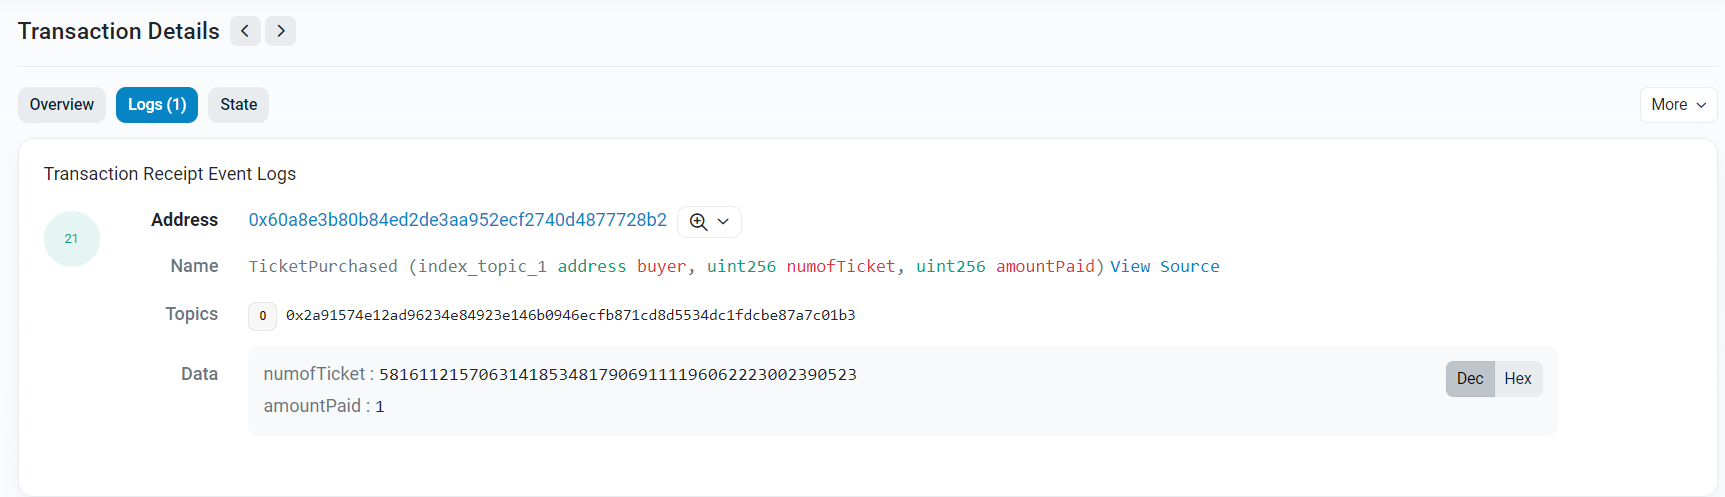 Transaction Details
Overview Logs (1) State More
Transaction Receipt Event Logs
21
Address 0x60a8e3b80b84ed2de3aa952ecf2740d4877728b2
Name TicketPurchased (index_topic_1 address buyer, uint256 numofTicket, uint256 amountPaid) View Source
Topics 0 0x2a91574e12ad96234e84923e146b0946ecfb871cd8d5534dc1fdcbe87a7c01b3
Data numofTicket : 581611215706314185348179069111196062223002390523 Dec Hex
amountPaid : 1